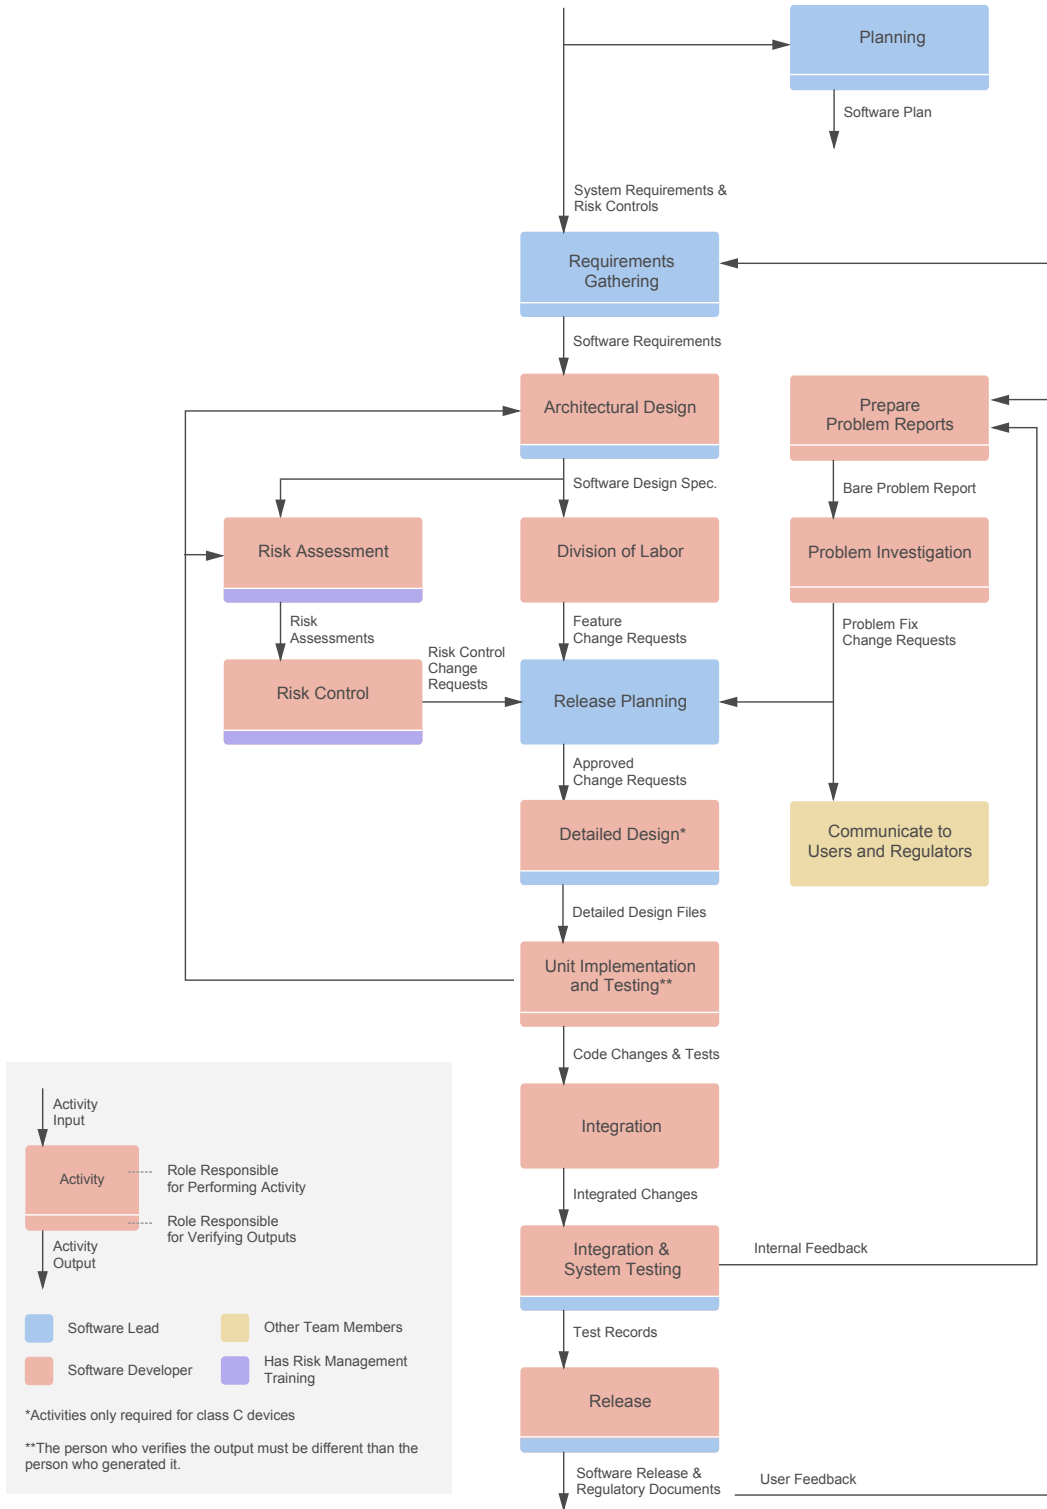 Planning
Software Plan
System Requirements &
Risk Controls
Requirements
Gathering
Software Requirements
Architectural Design
Prepare
Problem Reports
Software Design Spec.
Bare Problem Report
Risk Assessment
Division of Labor
Problem Investigation
Risk
Assessments
Feature
Change Requests
Problem Fix
Change Requests
Risk Control
Change
Requests
Risk Control
Release Planning
Approved
Change Requests
Detailed Design*
Communicate to
Users and Regulators
Detailed Design Files
Unit Implementation
and Testing**
Code Changes & Tests
Integration
Integrated Changes
Integration &
System Testing
Internal Feedback
Test Records
Release
Software Release &
Regulatory Documents
User Feedback
Activity
Input
Activity
Role Responsible
for Performing Activity
Role Responsible
for Verifying Outputs
Activity
Output
Software Lead
Other Team Members
Software Developer
Has Risk Management
Training
*Activities only required for class C devices
**The person who verifies the output must be different than the
person who generated it.